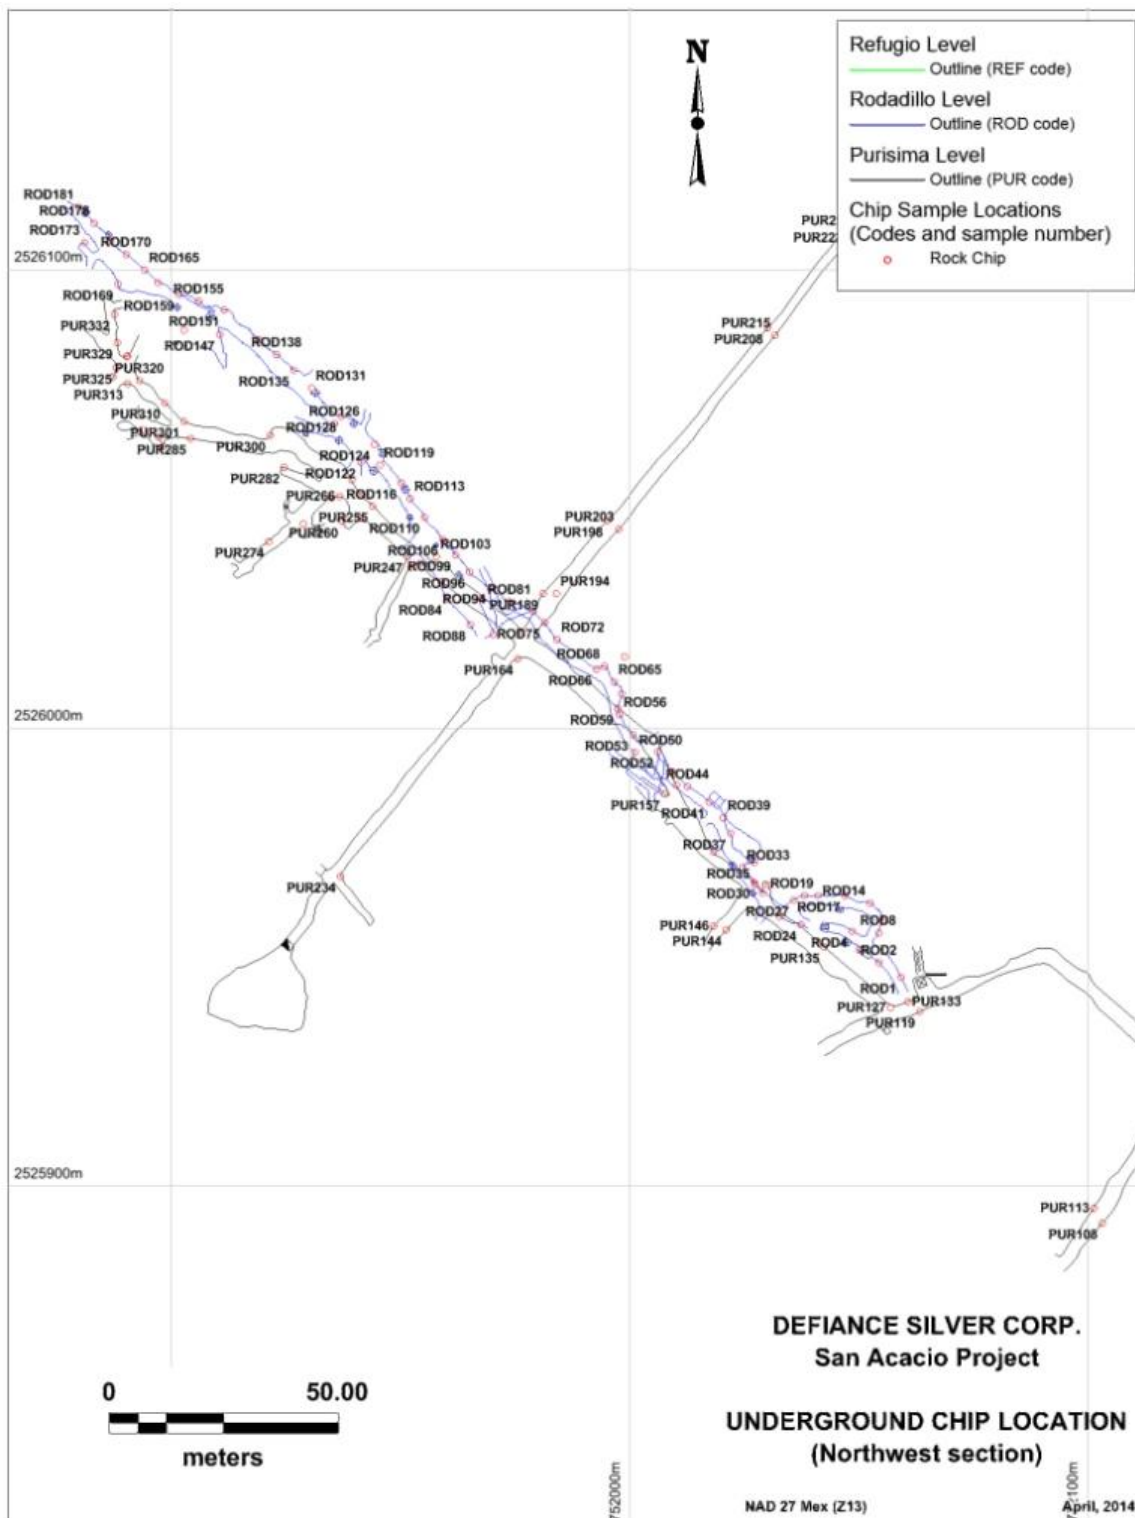 N
Refugio Level
Outline (REF code)
Rodadillo Level
Outline (ROD code)
Purisima Level
Outline (PUR code)
Chip Sample Locations
(Codes and sample number)
Rock Chip
ROD181
ROD173
ROD170
2526100m
ROD165
ROD169
ROD159
ROD155
PUR332
ROD151
ROD147
ROD138
PUR329
PUR320
PUR325
PUR313
ROD135
ROD131
PUR310
PUR301
PUR285
PUR300
ROD126
ROD128
ROD124
ROD119
PUR282
ROD122
PUR266
ROD116
ROD113
PUR255
PUR260
ROD110
PUR274
ROD106
ROD103
PUR247
ROD99
ROD96
ROD94
ROD81
PUR189
ROD84
ROD88
ROD75
ROD72
PUR164
PUR215
PUR208
PUR203
PUR194
ROD68
ROD65
ROD66
ROD56
ROD59
2526000m
ROD53
ROD50
ROD52
ROD44
PUR157
ROD41
ROD39
ROD37
ROD33
ROD35
ROD30
ROD19
ROD14
ROD17
ROD27
ROD8
ROD24
ROD4
ROD2
PUR234
PUR146
PUR144
PUR135
ROD1
PUR127
PUR133
PUR119
2525900m
PUR113
PUR108
DEFIANCE SILVER CORP.
San Acacio Project
0 50.00
meters
UNDERGROUND CHIP LOCATION
(Northwest section)
752000m
NAD 27 Mex (Z13)
April, 2014